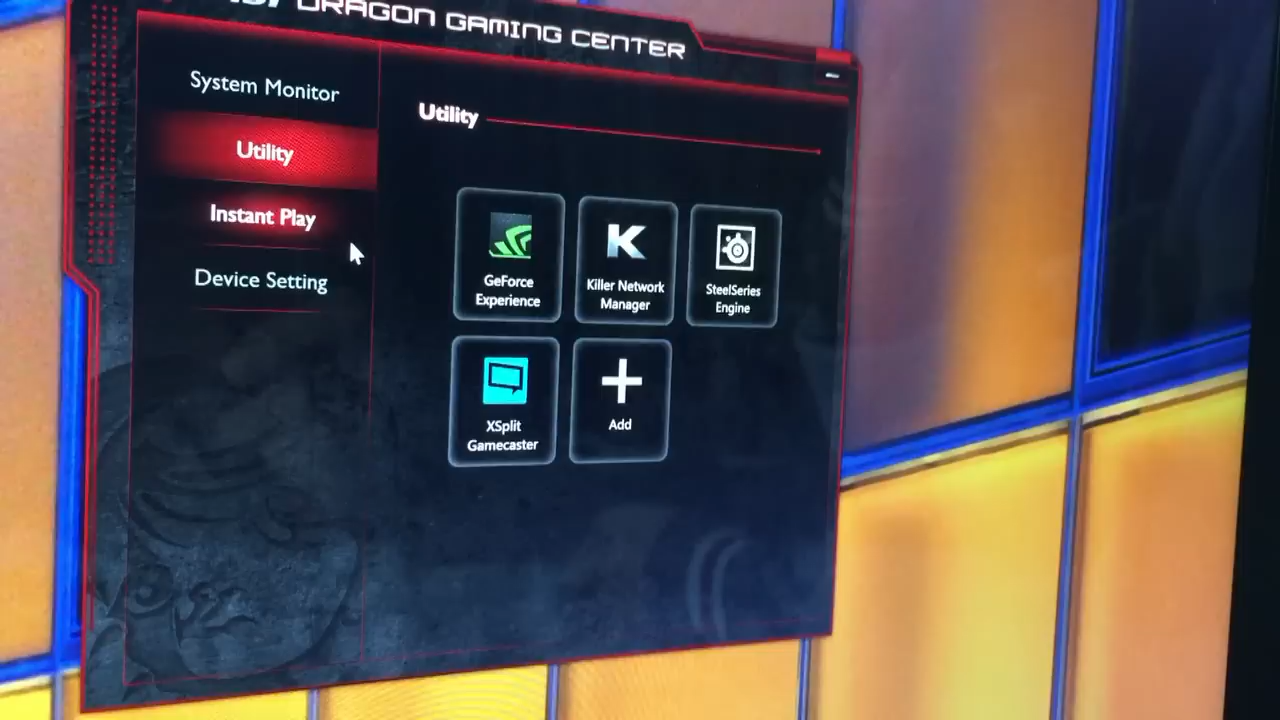 DRAGON GAMING CENTER
System Monitor
Utility
Instant Play
Device Setting
Utility
GeForce
Experience
Killer Network
Manager
SteelSeries
Engine
XSplit
Gamecaster
Add